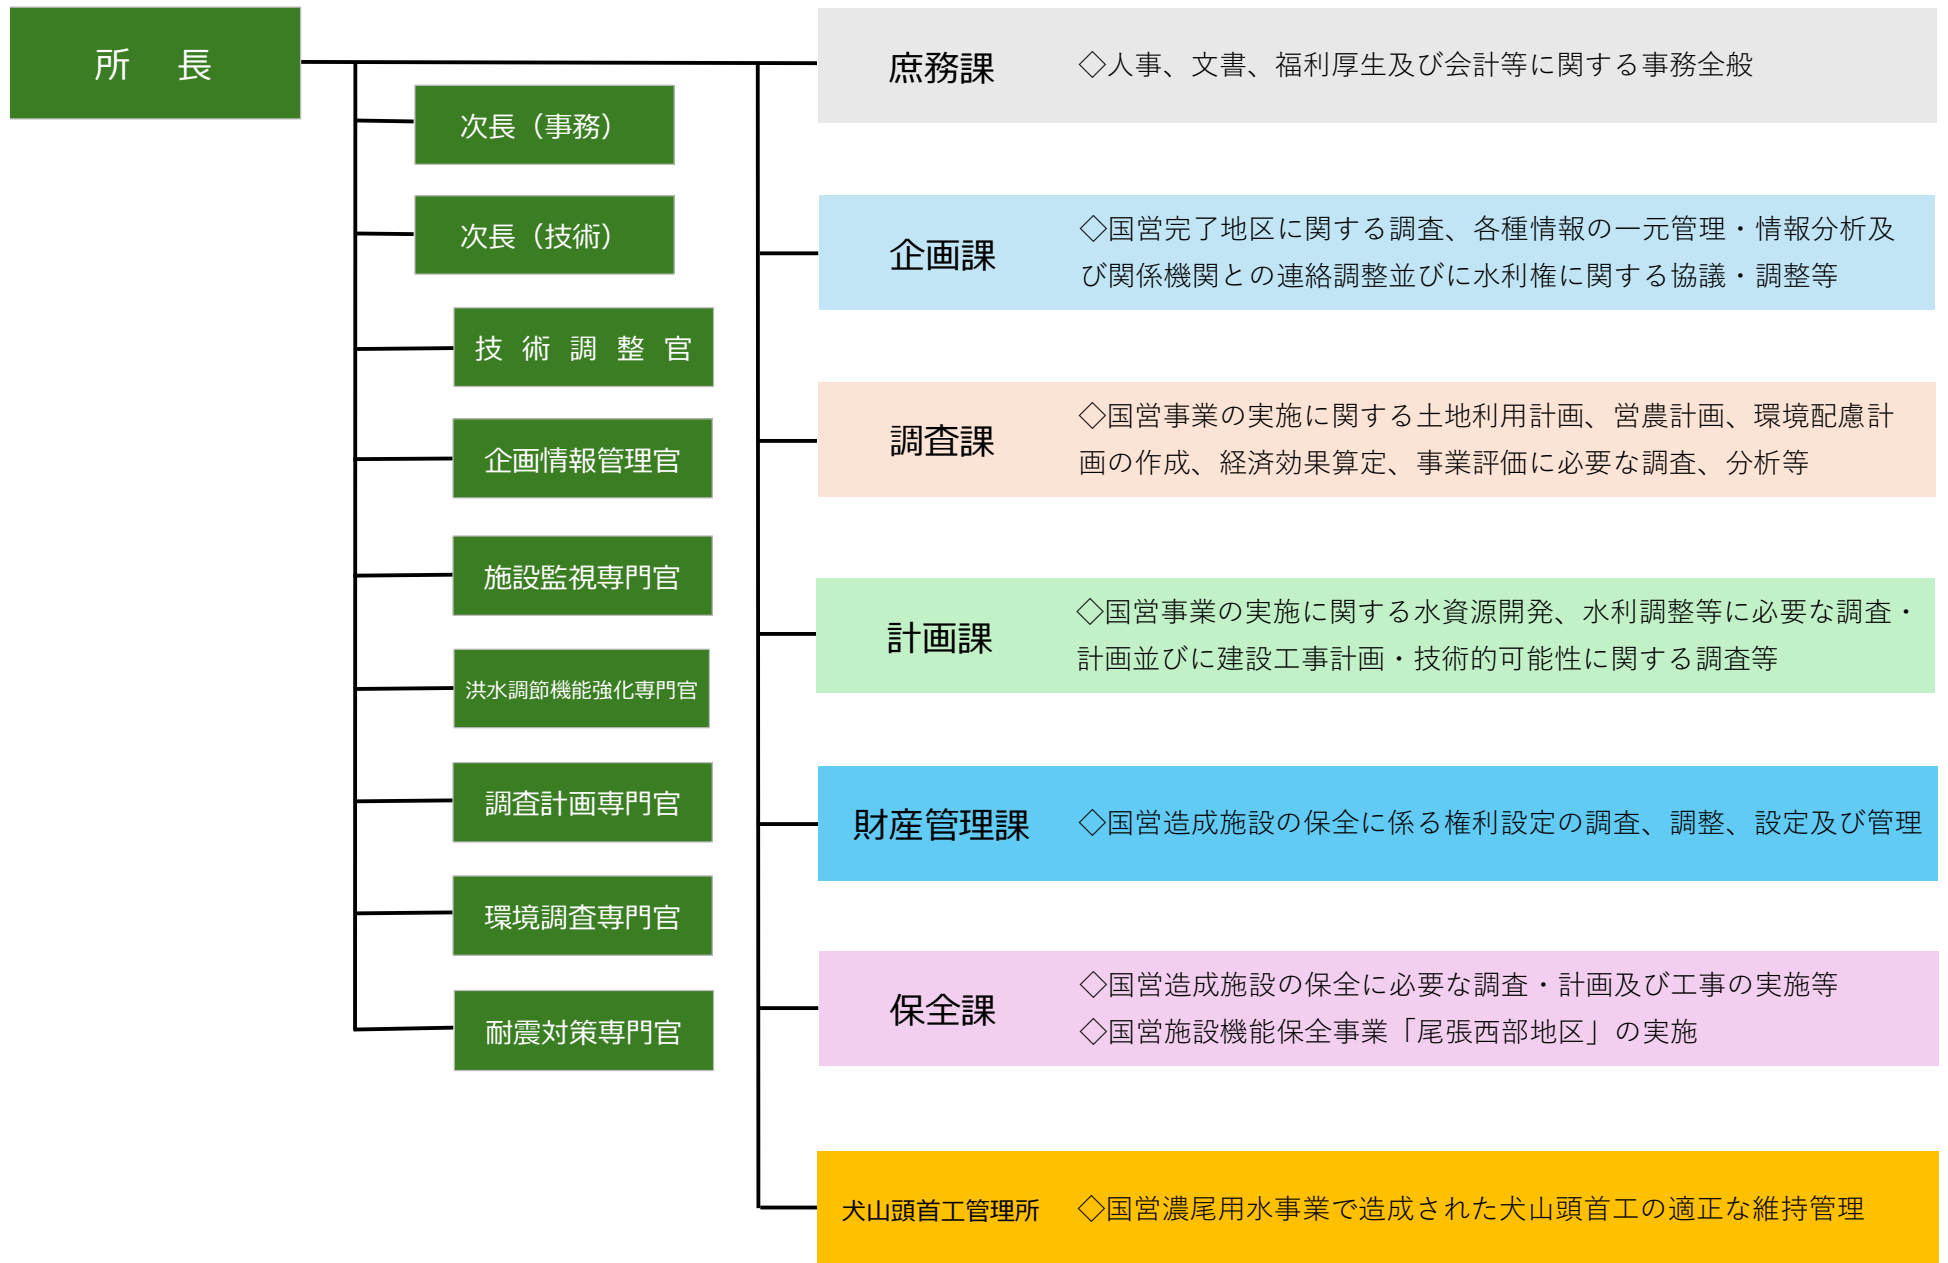 所 長
次長（事務）
次長（技術）
技 術 調 整 官
企画情報管理官
施設監視専門官
洪水調節機能強化専門官
調査計画専門官
環境調査専門官
耐震対策専門官
庶務課
◇人事、文書、福利厚生及び会計等に関する事務全般
企画課
◇国営完了地区に関する調査、各種情報の一元管理・情報分析及
び関係機関との連絡調整並びに水利権に関する協議・調整等
調査課
◇国営事業の実施に関する土地利用計画、営農計画、環境配慮計
画の作成、経済効果算定、事業評価に必要な調査、分析等
計画課
◇国営事業の実施に関する水資源開発、水利調整等に必要な調査・
計画並びに建設工事計画・技術的可能性に関する調査等
財産管理課
◇国営造成施設の保全に係る権利設定の調査、調整、設定及び管理
保全課
◇国営造成施設の保全に必要な調査・計画及び工事の実施等
◇国営施設機能保全事業「尾張西部地区」の実施
犬山頭首工管理所
◇国営濃尾用水事業で造成された犬山頭首工の適正な維持管理